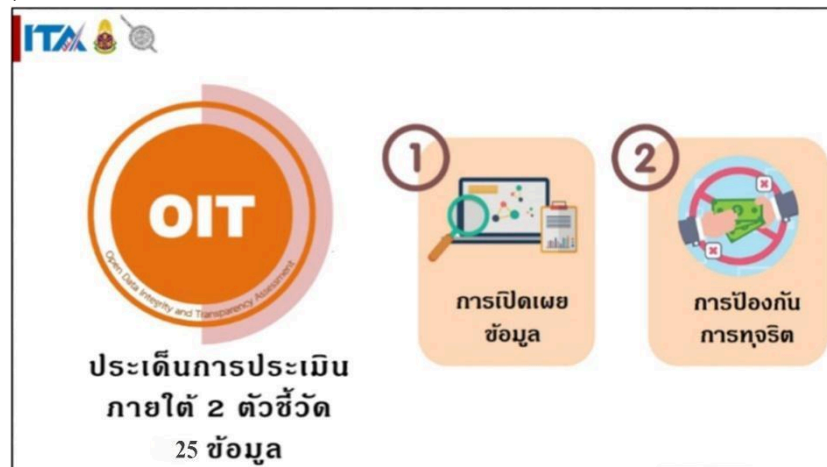 ITA
OIT
Open Data Integrity and Transparency Assessment
ประเด็นการประเมิน
ภายใต้ 2 ตัวชี้วัด
25 ข้อมูล
1
การเปิดเผย
ข้อมูล
2
การป้องกัน
การทุจริต